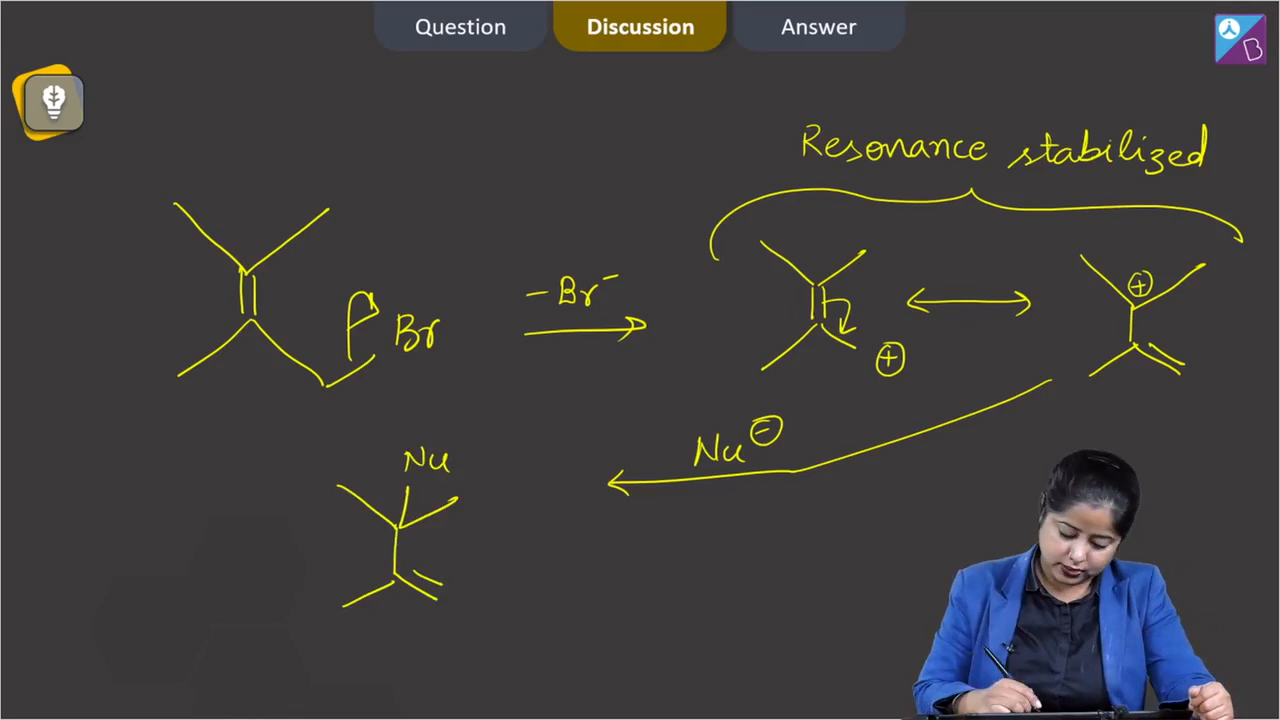 Question Discussion Answer
B
Resonance stabilized
Br
- Br⁻
⊕
⊕
Nu⊖
Nu